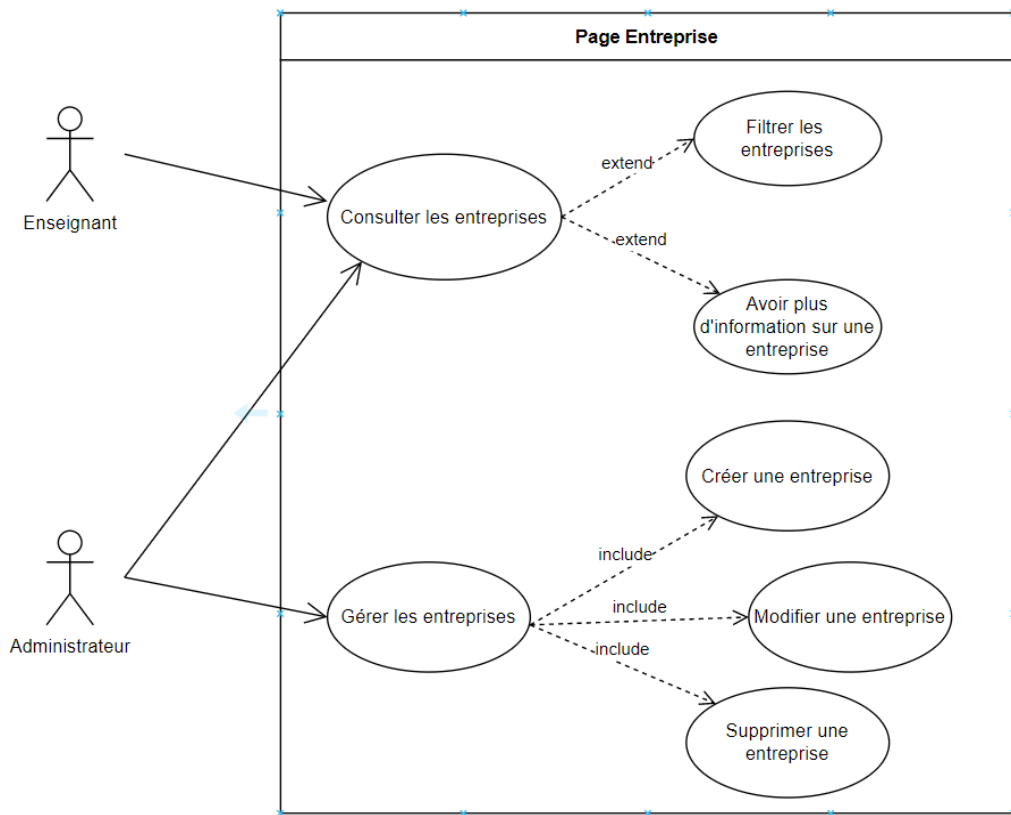 Page Entreprise
Filtrer les
entreprises
extend
Enseignant
Consulter les entreprises
extend
Avoir plus
d'information sur une
entreprise
Créer une entreprise
include
Administrateur
Gérer les entreprises
include
Modifier une entreprise
include
Supprimer une
entreprise